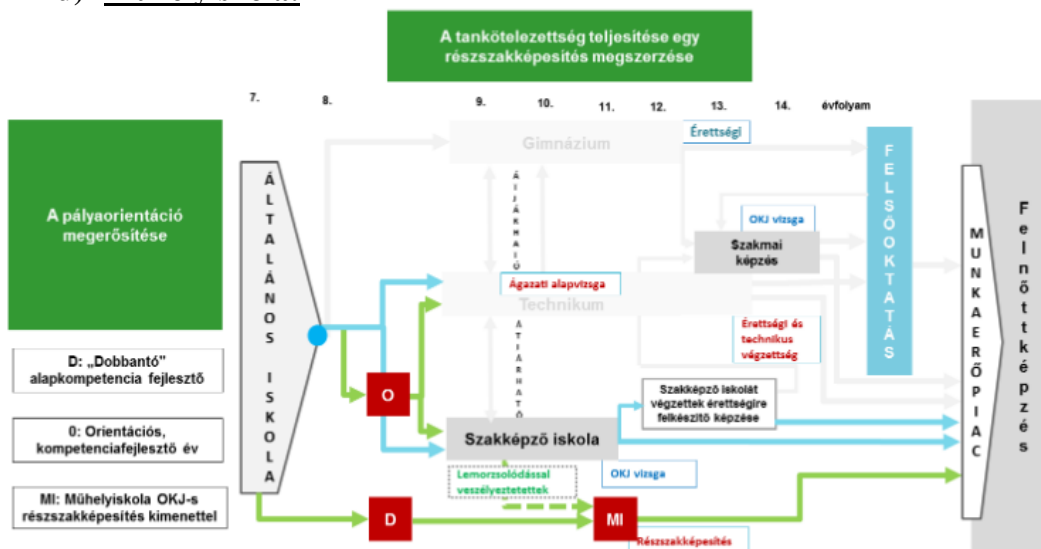 A tankötelezettség teljesítése egy
részszakképesítés megszerzése
7.
8.
9.
10.
11.
12.
13.
14.
évfolyam
A pályaorientáció
megerősítése
D: „Dobbantó”
alapkompetencia fejlesztő
0: Orientációs,
kompetenciafejlesztő év
MI: Műhelyiskola OKJ-s
részszakképesítés kimenettel
ÁLTALÁNOS ISKOLA
Gimnázium
Érettségi
OKJ vizsga
Szakmai
képzés
Ágazati alapvizsga
Technikum
Érettségi és
technikus
végzettség
O
Szakképző iskolát
végzettek érettségire
felkészítő képzése
Szakképző iskola
Lemorzsolódással
veszélyeztetettek
OKJ vizsga
D
MI
Részszakképesítés
FELSŐOKTATÁS
MUNKAERŐPIAC
Felnőttképzés